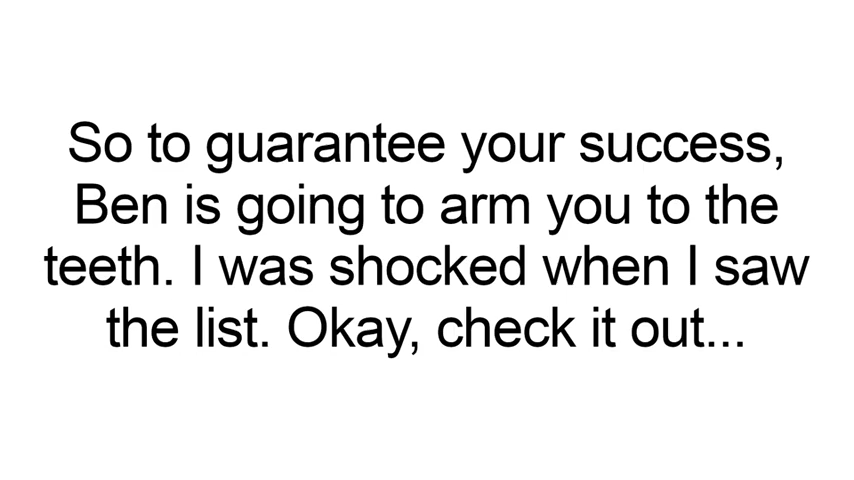 So to guarantee your success,
Ben is going to arm you to the
teeth. I was shocked when I saw
the list. Okay, check it out...